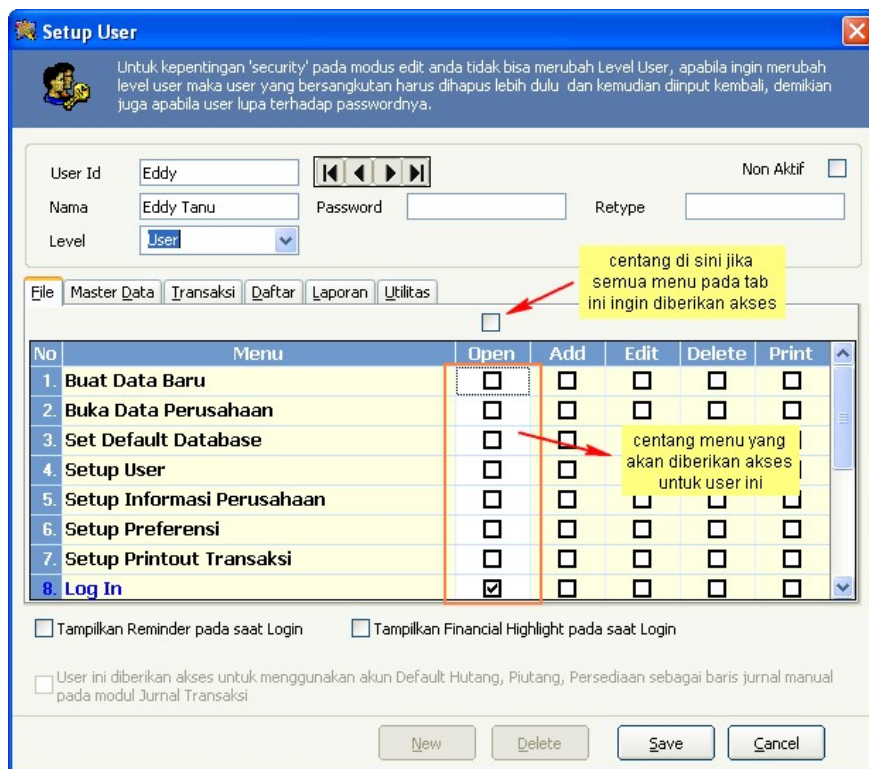 Setup User
Untuk kepentingan 'security' pada modus edit anda tidak bisa merubah Level User, apabila ingin merubah
level user maka user yang bersangkutan harus dihapus lebih dulu dan kemudian diinput kembali, demikian
juga apabila user lupa terhadap passwordnya.
User Id Eddy Non Aktif
Nama Eddy Tanu Password Retype
Level User
centang di sini jika
semua menu pada tab
ini ingin diberikan akses
File Master Data Transaksi Daftar Laporan Utilitas
No Menu Open Add Edit Delete Print
1. Buat Data Baru
2. Buka Data Perusahaan
3. Set Default Database
4. Setup User
5. Setup Informasi Perusahaan
6. Setup Preferensi
7. Setup Printout Transaksi
8. Log In
centang menu yang
akan diberikan akses
untuk user ini
Tampilkan Reminder pada saat Login Tampilkan Financial Highlight pada saat Login
User ini diberikan akses untuk menggunakan akun Default Hutang, Piutang, Persediaan sebagai baris jurnal manual
pada modul Jurnal Transaksi
New Delete Save Cancel